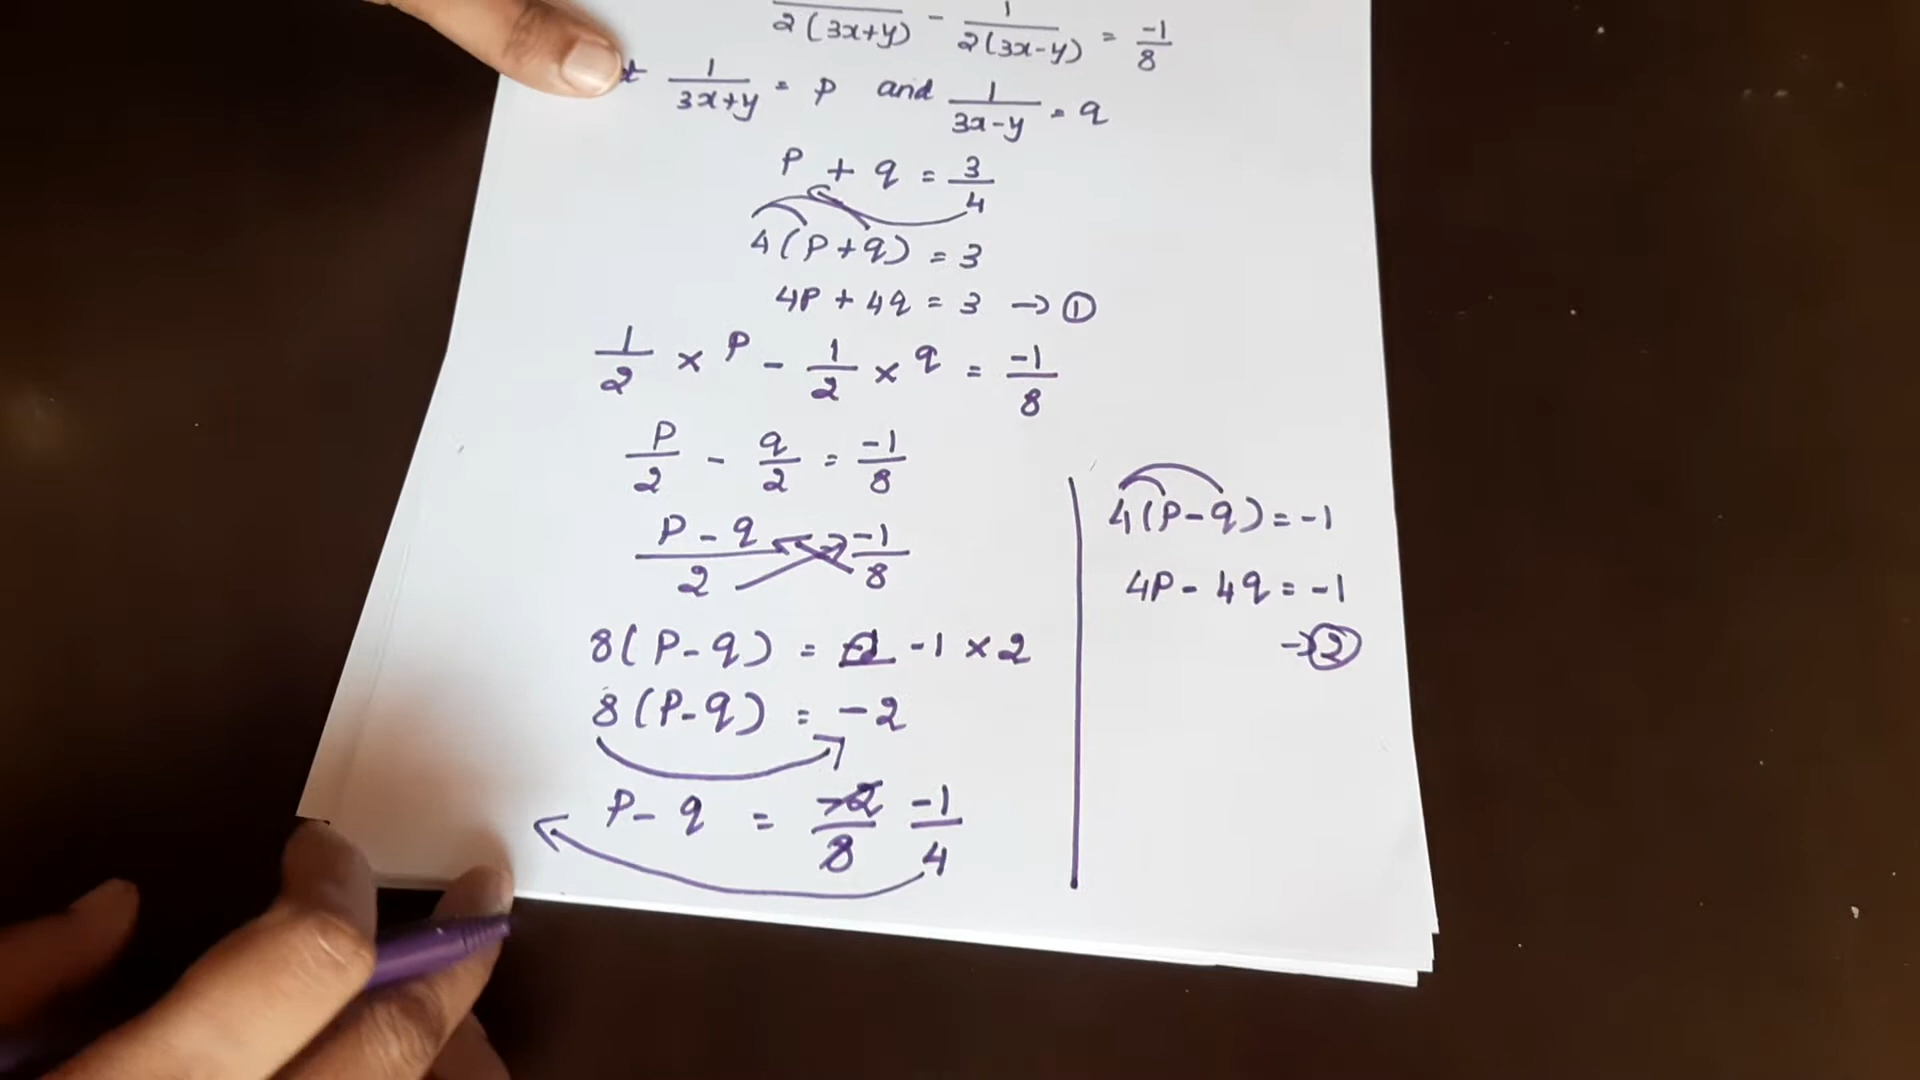 2(3x+y) - 1/2(3x-y) = -1/8
1/3x+y = p and 1/3x-y = q
P + q = 3/4
4(P+q) = 3
4P + 4q = 3 → ①
1/2 × P - 1/2 × q = -1/8
P/2 - q/2 = -1/8
P-q/2 = -1/8
8(P-q) = -1 × 2
8(P-q) = -2
P-q = -2/8 -1/4
4(P-q) = -1
4P - 4q = -1
→ ②